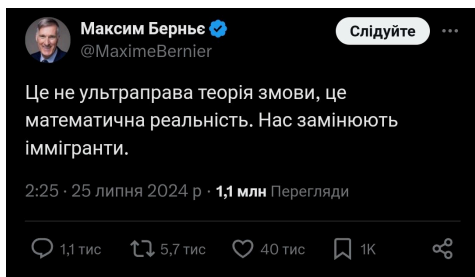 Максим Берньє
Слідуйте
@MaximeBernier
Це не ультраправа теорія змови, це
математична реальність. Нас замінюють
іммігранти.
2:25 · 25 липня 2024 р · 1,1 млн Перегляди
1,1 тис 5,7 тис 40 тис 1K